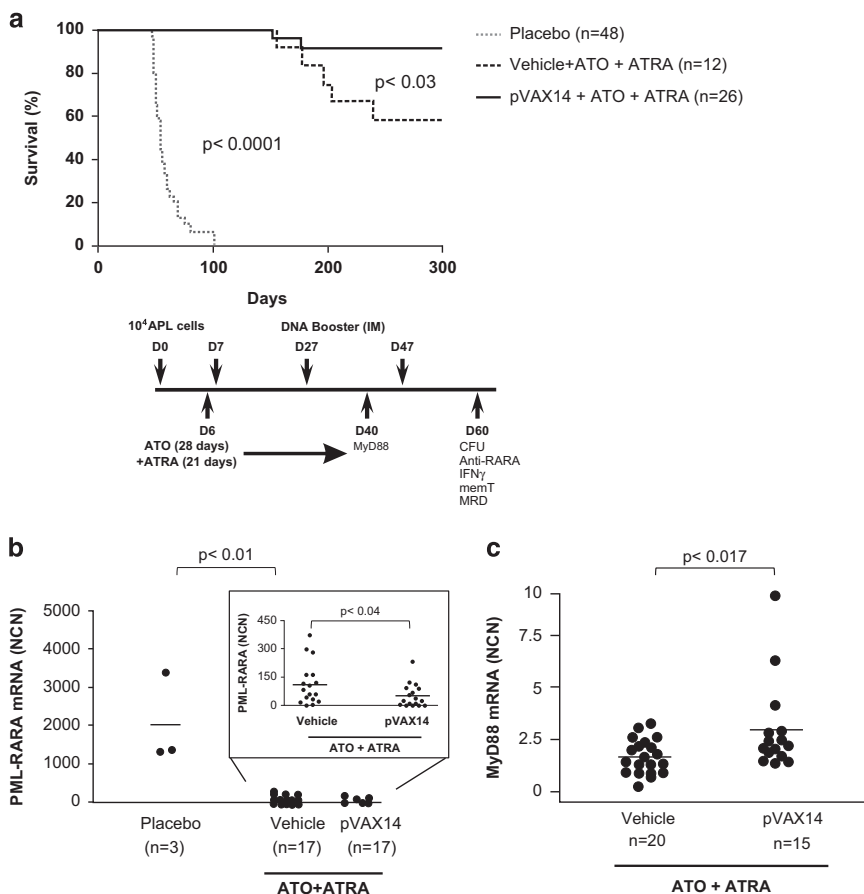 a
100
80
60
40
20
0
Survival (%)
0 100 200 300
Days
p< 0.0001
p< 0.03
Placebo (n=48)
Vehicle+ATO + ATRA (n=12)
pVAX14 + ATO + ATRA (n=26)
10⁴APL cells
DNA Booster (IM)
D0 D7 D27 D47
D6
ATO (28 days)
+ATRA (21 days)
D40
MyD88
D60
CFU
Anti-RARA
IFNγ
memT
MRD
b
p< 0.01
PML-RARA mRNA (NCN)
5000
4000
3000
2000
1000
0
Placebo
(n=3)
Vehicle
(n=17)
pVAX14
(n=17)
ATO+ATRA
PML-RARA (NCN)
450
300
150
0
p< 0.04
Vehicle pVAX14
ATO + ATRA
c
p< 0.017
MyD88 mRNA (NCN)
10
7.5
5
2.5
0
Vehicle
n=20
pVAX14
n=15
ATO + ATRA